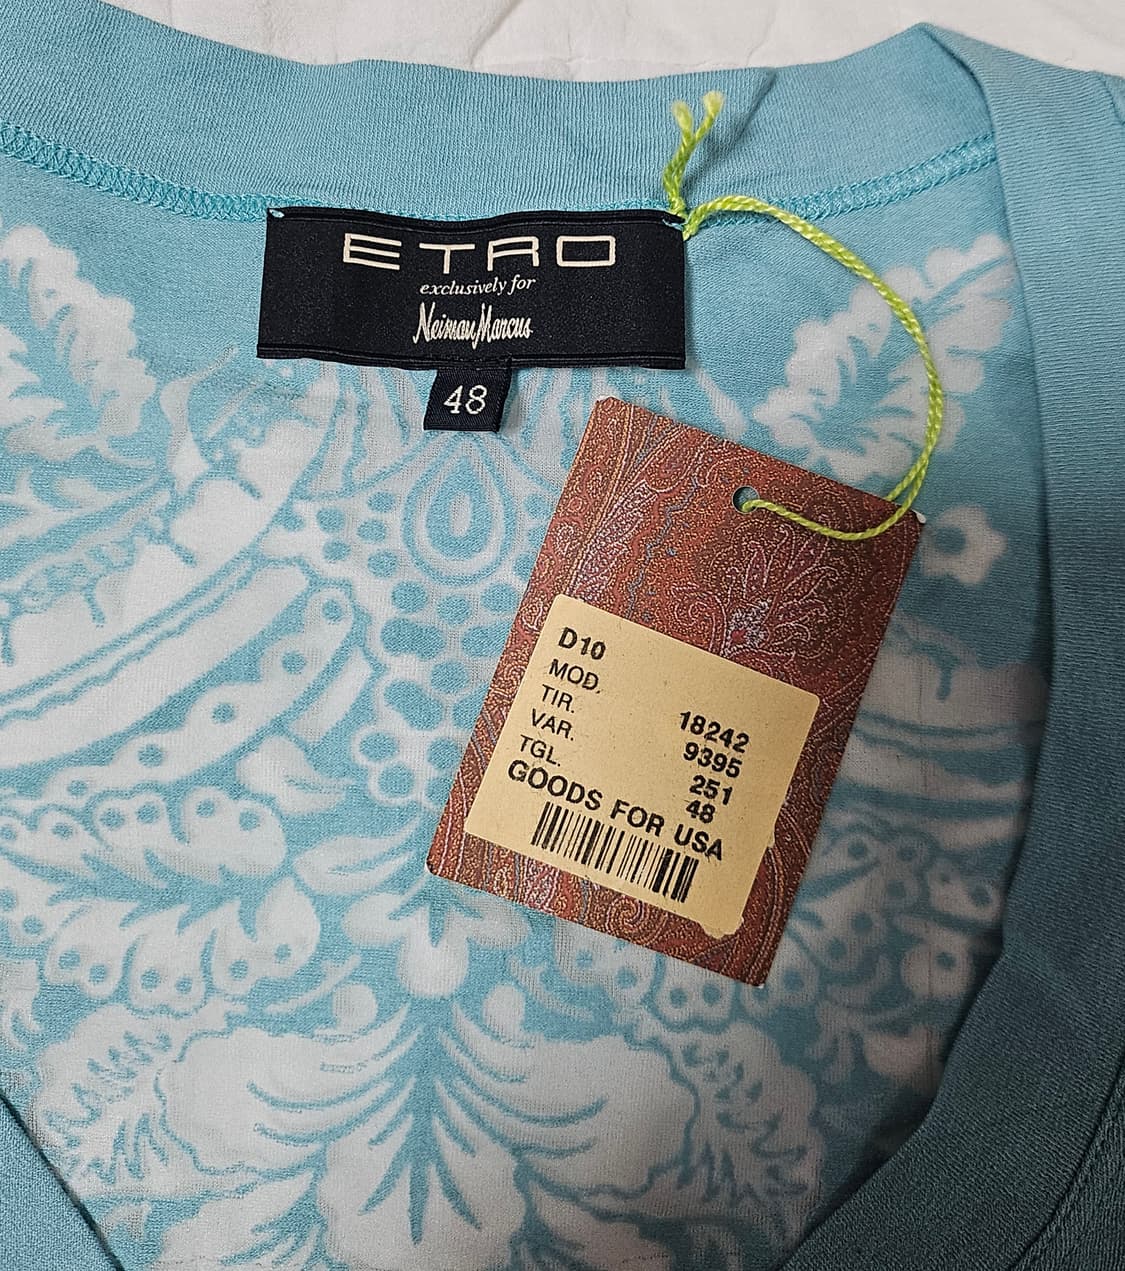 ETRO
exclusively for
Neiman Marcus
48
D10
MOD. 18242
TIR. 9395
VAR. 251
TGL. 48
GOODS FOR USA